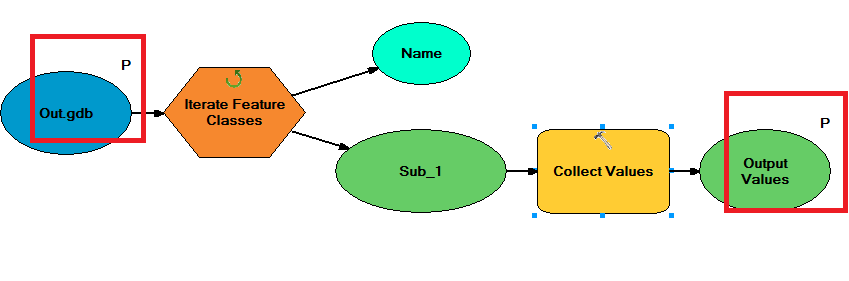 P
Out.gdb
Iterate Feature
Classes
Name
Sub_1
Collect Values
P
Output
Values